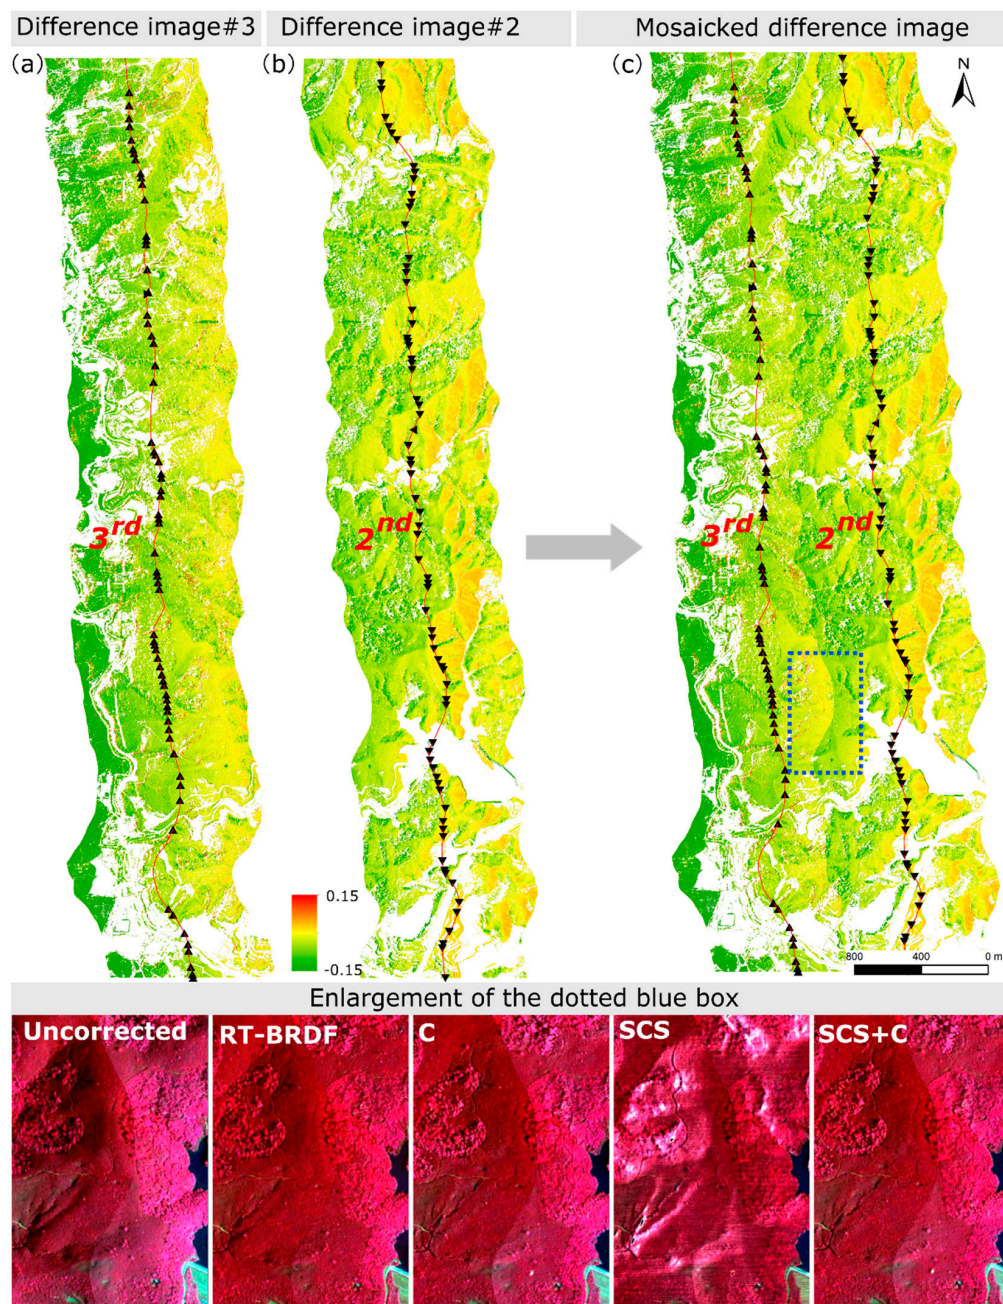 Difference image#3
Difference image#2
Mosaicked difference image
(a)
(b)
(c)
N
3rd
2nd
3rd
2nd
0.15
-0.15
800 400 0 m
Enlargement of the dotted blue box
Uncorrected
RT-BRDF
C
SCS
SCS+C